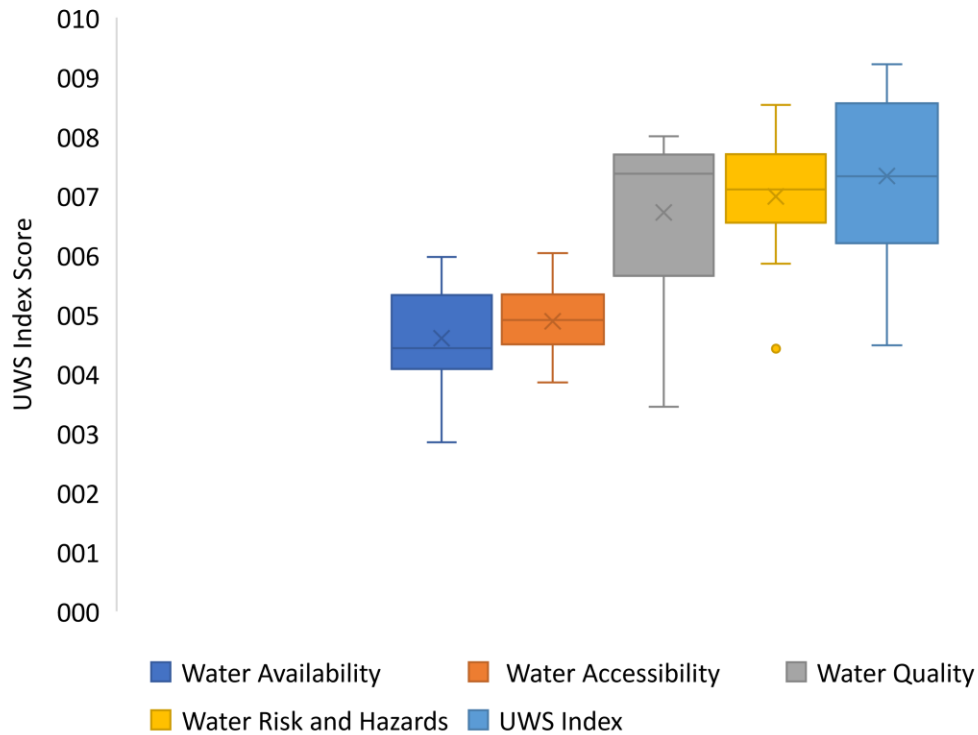 010
009
008
007
006
005
004
003
002
001
000
UWS Index Score
Water Availability
Water Accessibility
Water Quality
Water Risk and Hazards
UWS Index